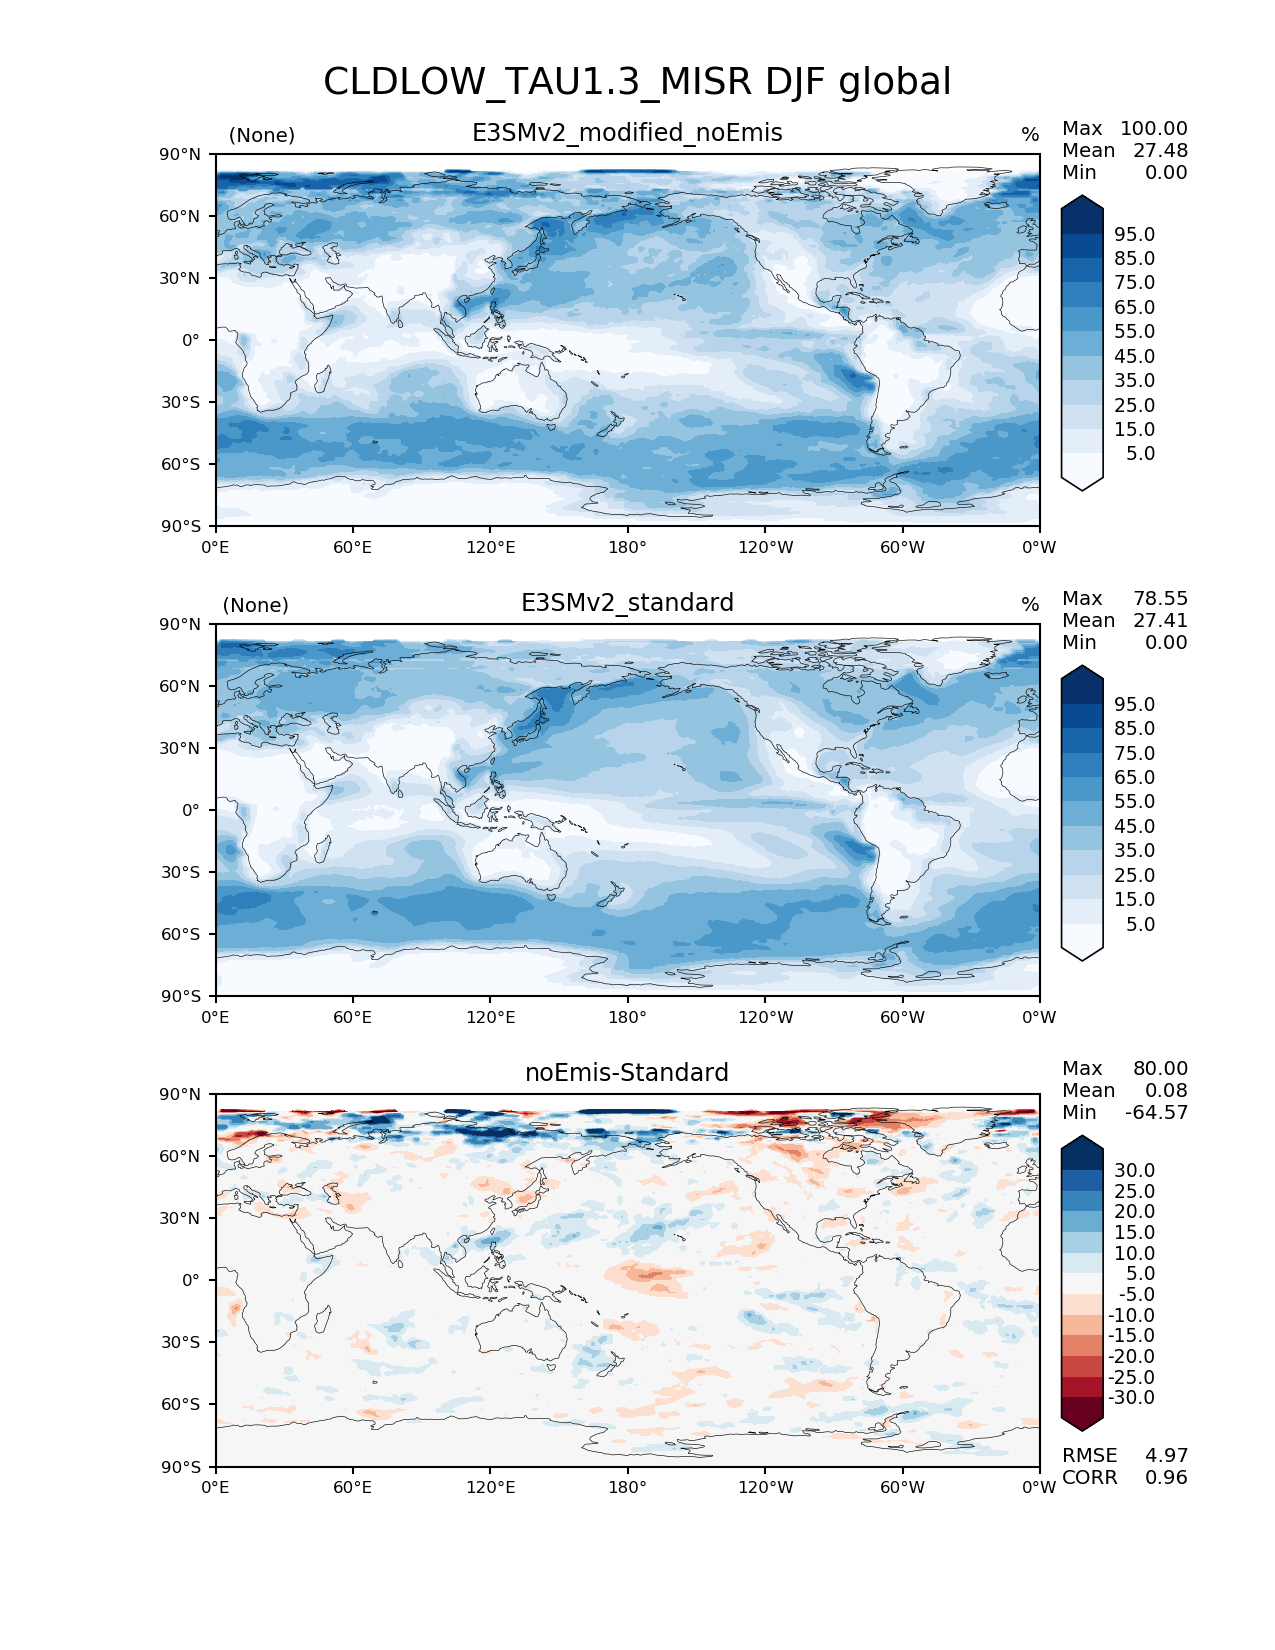 CLDLOW_TAU1.3_MISR DJF global
(None) E3SMv2_modified_noEmis %
Max 100.00
Mean 27.48
Min 0.00
90°N
60°N
30°N
0°
30°S
60°S
90°S
0°E 60°E 120°E 180° 120°W 60°W 0°W
95.0
85.0
75.0
65.0
55.0
45.0
35.0
25.0
15.0
5.0
(None) E3SMv2_standard %
Max 78.55
Mean 27.41
Min 0.00
90°N
60°N
30°N
0°
30°S
60°S
90°S
0°E 60°E 120°E 180° 120°W 60°W 0°W
95.0
85.0
75.0
65.0
55.0
45.0
35.0
25.0
15.0
5.0
noEmis-Standard
Max 80.00
Mean 0.08
Min -64.57
90°N
60°N
30°N
0°
30°S
60°S
90°S
0°E 60°E 120°E 180° 120°W 60°W 0°W
30.0
25.0
20.0
15.0
10.0
5.0
-5.0
-10.0
-15.0
-20.0
-25.0
-30.0
RMSE 4.97
CORR 0.96